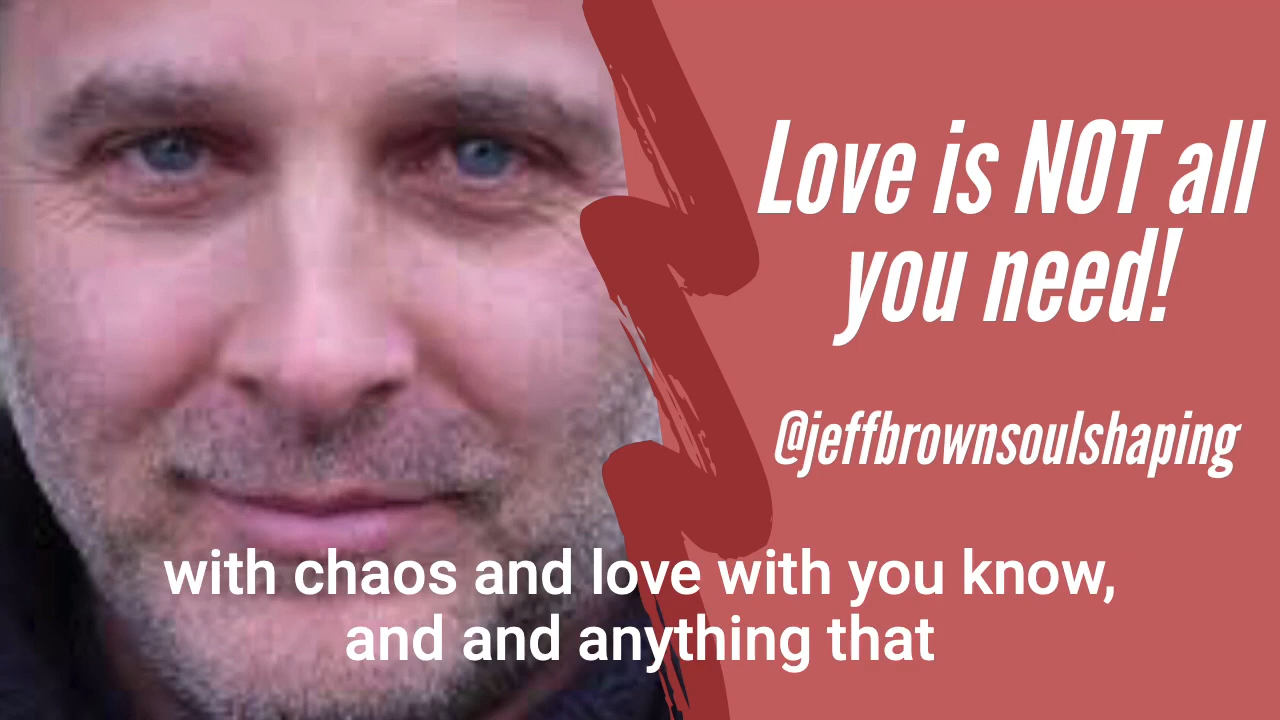 Love is NOT all
you need!
@jeffbrownsoulshaping
with chaos and love with you know,
and and anything that